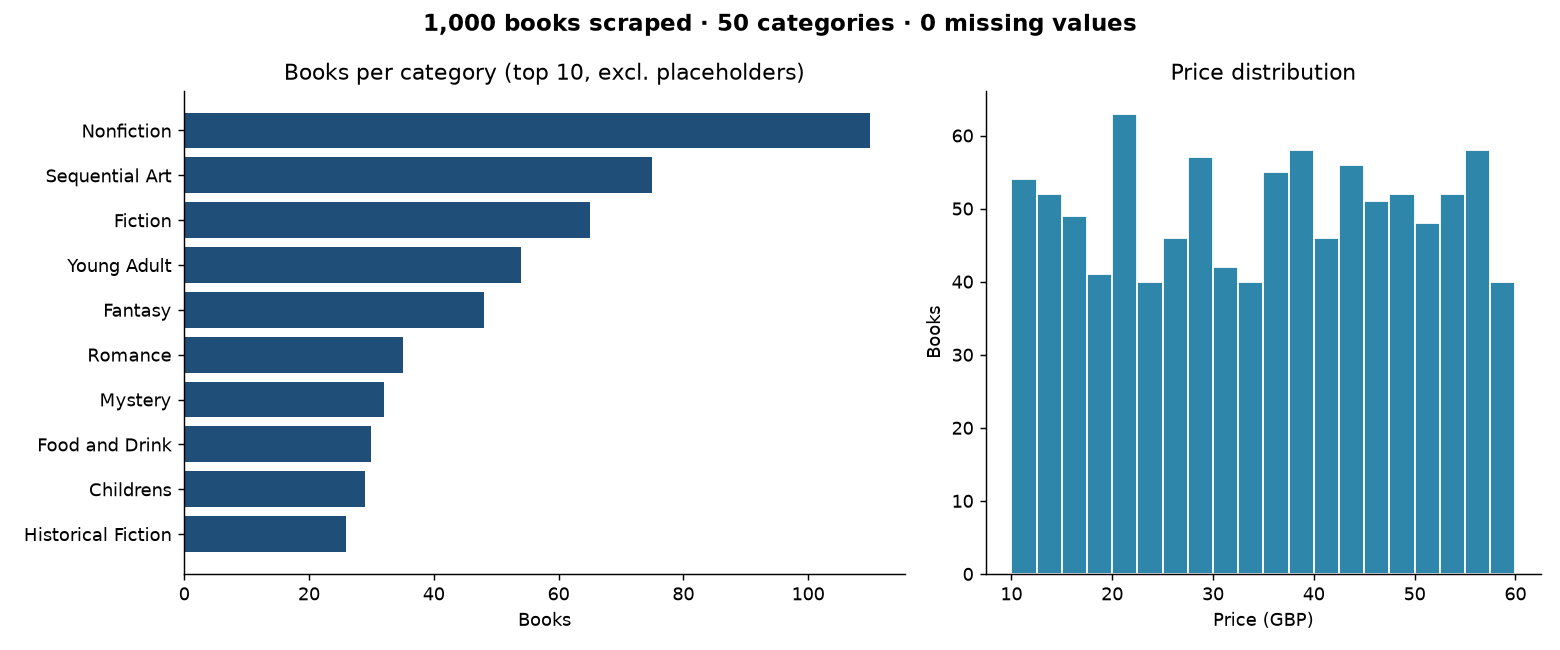 1,000 books scraped · 50 categories · 0 missing values
Books per category (top 10, excl. placeholders)
Nonfiction
Sequential Art
Fiction
Young Adult
Fantasy
Romance
Mystery
Food and Drink
Childrens
Historical Fiction
0 20 40 60 80 100
Books
Price distribution
Books
60
50
40
30
20
10
0
10 20 30 40 50 60
Price (GBP)